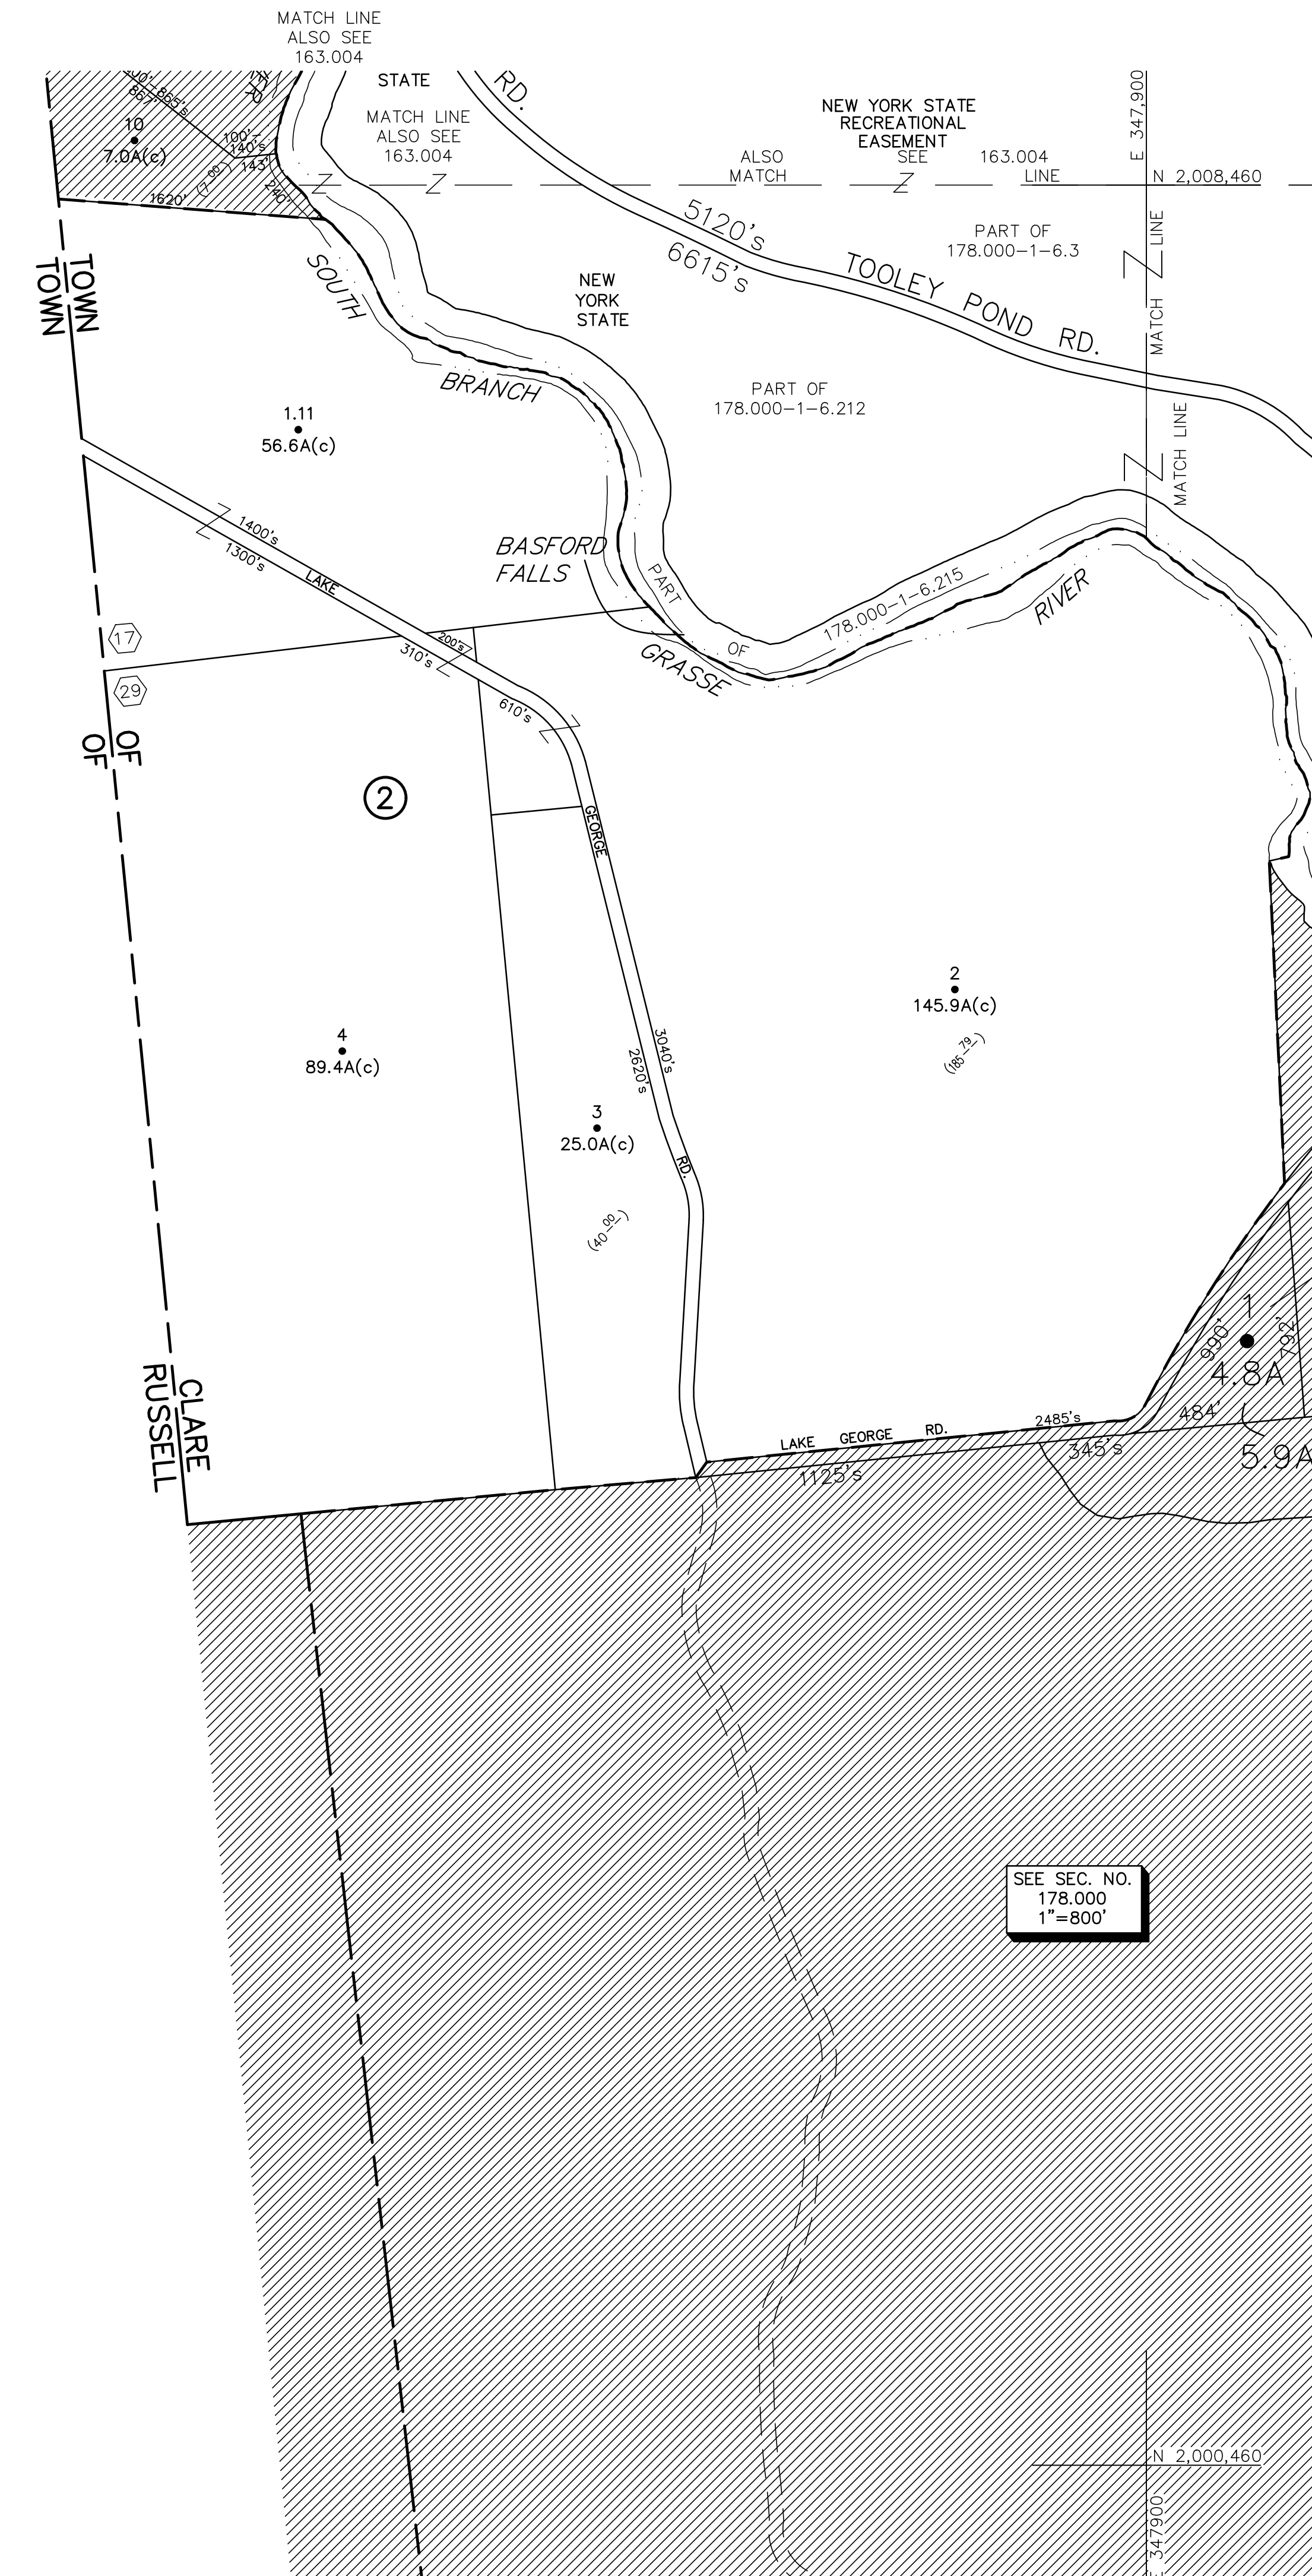 MATCH LINE
ALSO SEE
163.004
STATE
RD.
MATCH LINE
ALSO SEE
163.004
NEW YORK STATE
RECREATIONAL
EASEMENT
E 347,900
865's
867'
10
7.0A(c)
100'
140's
143'
(7.00)
240'
1620'
ALSO SEE 163.004
MATCH LINE
N 2,008,460
5120's
6615's
PART OF
178.000-1-6.3
MATCH LINE
TOWN
TOWN
SOUTH
NEW
YORK
STATE
TOOLEY POND RD.
BRANCH
PART OF
178.000-1-6.212
MATCH LINE
1.11
56.6A(c)
1400's
1300's
LAKE
BASFORD
FALLS
PART
OF
178.000-1-6.215
RIVER
GRASSE
17
200's
310's
29
610's
OF
OF
2
GEORGE
2
145.9A(c)
(185.79)
4
89.4A(c)
3040's
2620's
3
25.0A(c)
RD.
(40.00)
1
990'
792'
4.8A
CLARE
RUSSELL
LAKE GEORGE RD.
2485's
484'
345's
1125's
5.9A
SEE SEC. NO.
178.000
1"=800'
N 2,000,460
E 347900